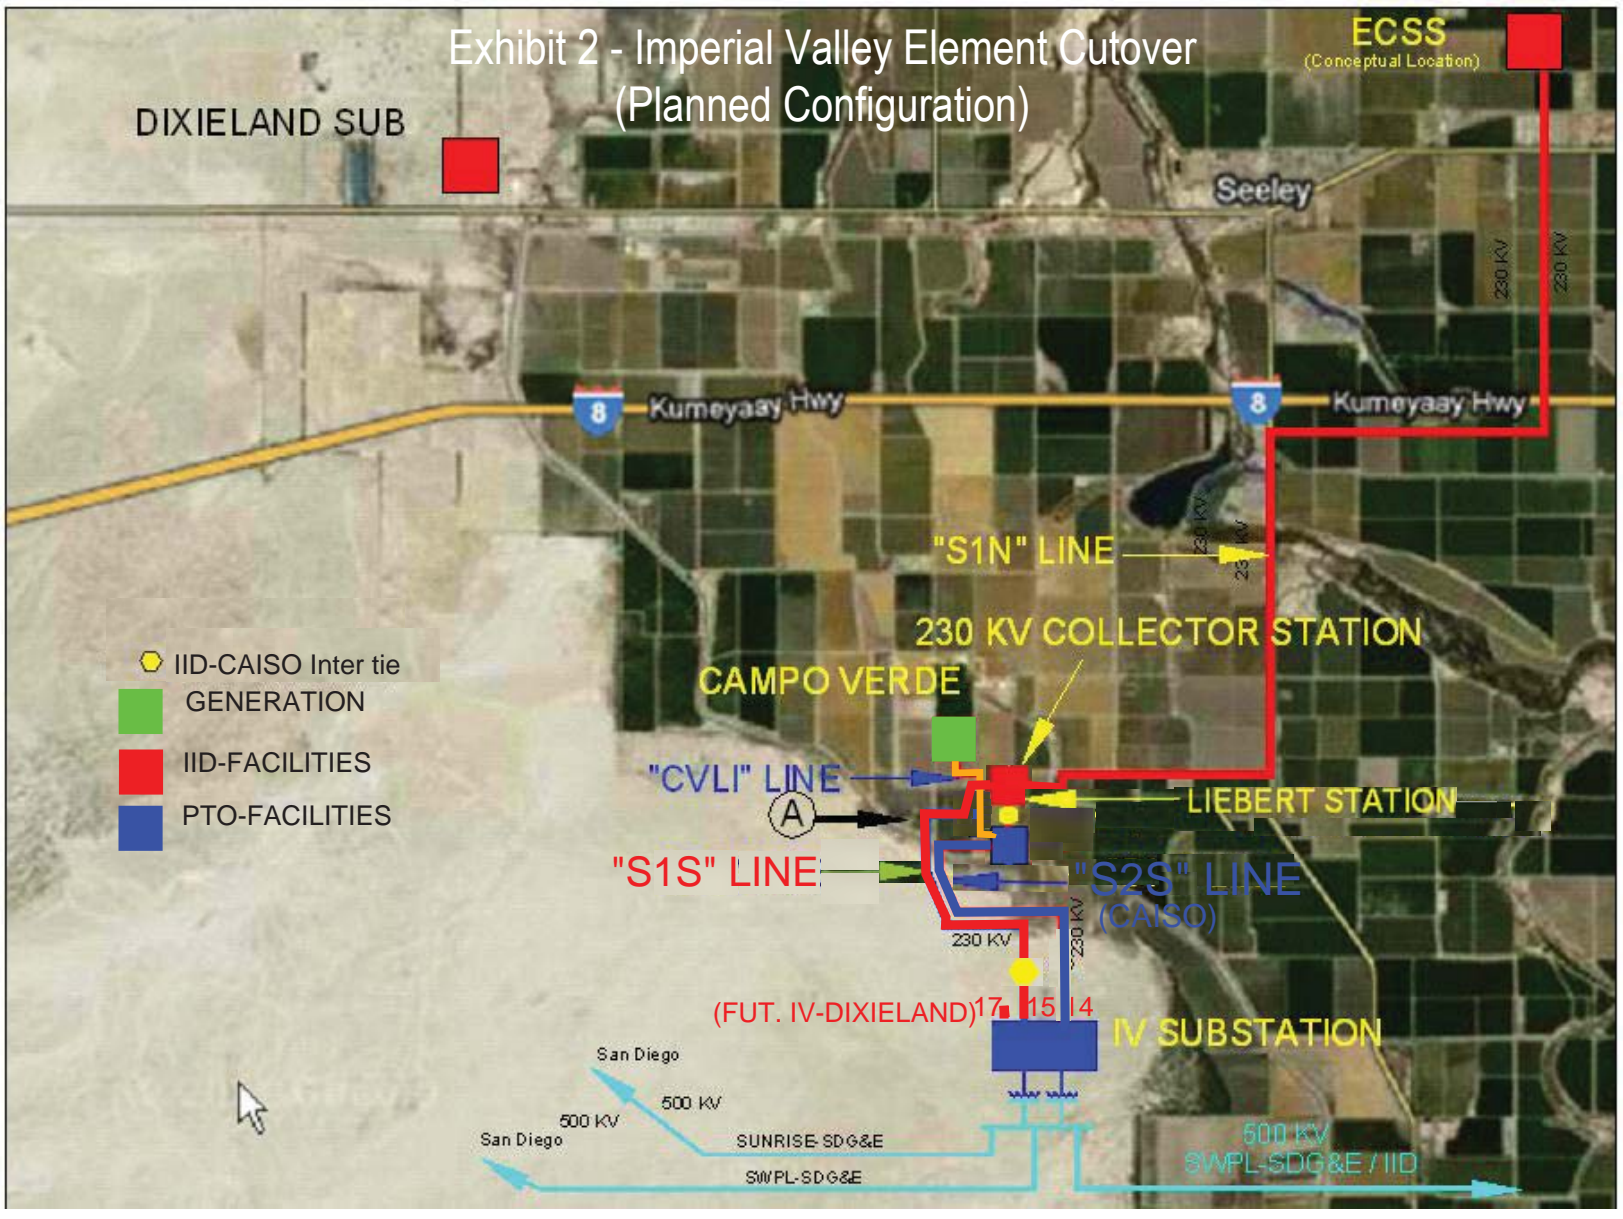 Exhibit 2 - Imperial Valley Element Cutover
(Planned Configuration)
ECSS
(Conceptual Location)
DIXIELAND SUB
Seeley
230 KV
230 KV
8
Kumeyaay Hwy
8
Kumeyaay Hwy
230 KV
"S1N" LINE
230 KV COLLECTOR STATION
IID-CAISO Inter tie
GENERATION
IID-FACILITIES
PTO-FACILITIES
CAMPO VERDE
"CVLI" LINE
LIEBERT STATION
A
"S1S" LINE
"S2S" LINE
(CAISO)
230 KV
230 KV
(FUT. IV-DIXIELAND) 17 15 14
IV SUBSTATION
San Diego
500 KV
500 KV
San Diego
SUNRISE-SDG&E
SWPL-SDG&E
500 KV
SWPL-SDG&E / IID